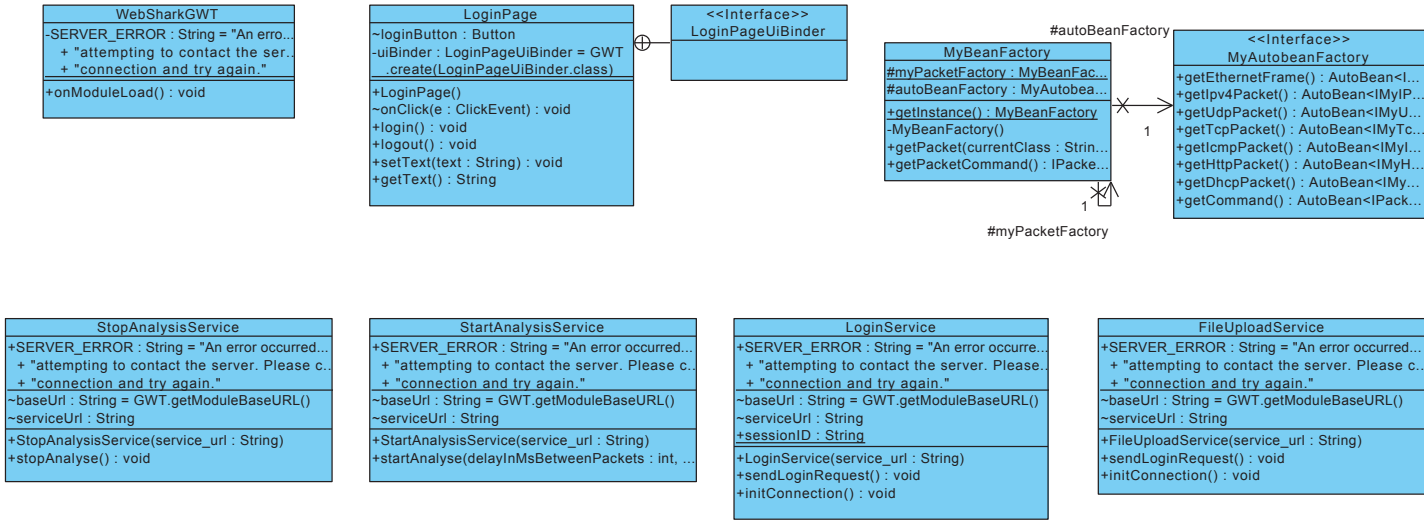 WebSharkGWT
-SERVER_ERROR : String = "An erro...
+ "attempting to contact the ser..
+ "connection and try again."
+onModuleLoad() : void
LoginPage
~loginButton : Button
-uiBinder : LoginPageUiBinder = GWT
.create(LoginPageUiBinder.class)
+LoginPage()
~onClick(e : ClickEvent) : void
+login() : void
+logout() : void
+setText(text : String) : void
+getText() : String
<<Interface>>
LoginPageUiBinder
#autoBeanFactory
MyBeanFactory
#myPacketFactory : MyBeanFac...
#autoBeanFactory : MyAutobea...
+getInstance() : MyBeanFactory
-MyBeanFactory()
+getPacket(currentClass : Strin...
+getPacketCommand() : IPacke...
1
1
#myPacketFactory
<<Interface>>
MyAutobeanFactory
+getEthernetFrame() : AutoBean<I...
+getIpv4Packet() : AutoBean<IMyIP...
+getUdpPacket() : AutoBean<IMyU...
+getTcpPacket() : AutoBean<IMyTc...
+getIcmpPacket() : AutoBean<IMyI...
+getHttpPacket() : AutoBean<IMyH...
+getDhcpPacket() : AutoBean<IMy...
+getCommand() : AutoBean<IPack...
StopAnalysisService
+SERVER_ERROR : String = "An error occurred...
+ "attempting to contact the server. Please c..
+ "connection and try again."
~baseUrl : String = GWT.getModuleBaseURL()
~serviceUrl : String
+StopAnalysisService(service_url : String)
+stopAnalyse() : void
StartAnalysisService
+SERVER_ERROR : String = "An error occurred...
+ "attempting to contact the server. Please c..
+ "connection and try again."
~baseUrl : String = GWT.getModuleBaseURL()
~serviceUrl : String
+StartAnalysisService(service_url : String)
+startAnalyse(delayInMsBetweenPackets : int, ...
LoginService
+SERVER_ERROR : String = "An error occurre...
+ "attempting to contact the server. Please..
+ "connection and try again."
~baseUrl : String = GWT.getModuleBaseURL()
~serviceUrl : String
+sessionID : String
+LoginService(service_url : String)
+sendLoginRequest() : void
+initConnection() : void
FileUploadService
+SERVER_ERROR : String = "An error occurred...
+ "attempting to contact the server. Please c..
+ "connection and try again."
~baseUrl : String = GWT.getModuleBaseURL()
~serviceUrl : String
+FileUploadService(service_url : String)
+sendLoginRequest() : void
+initConnection() : void